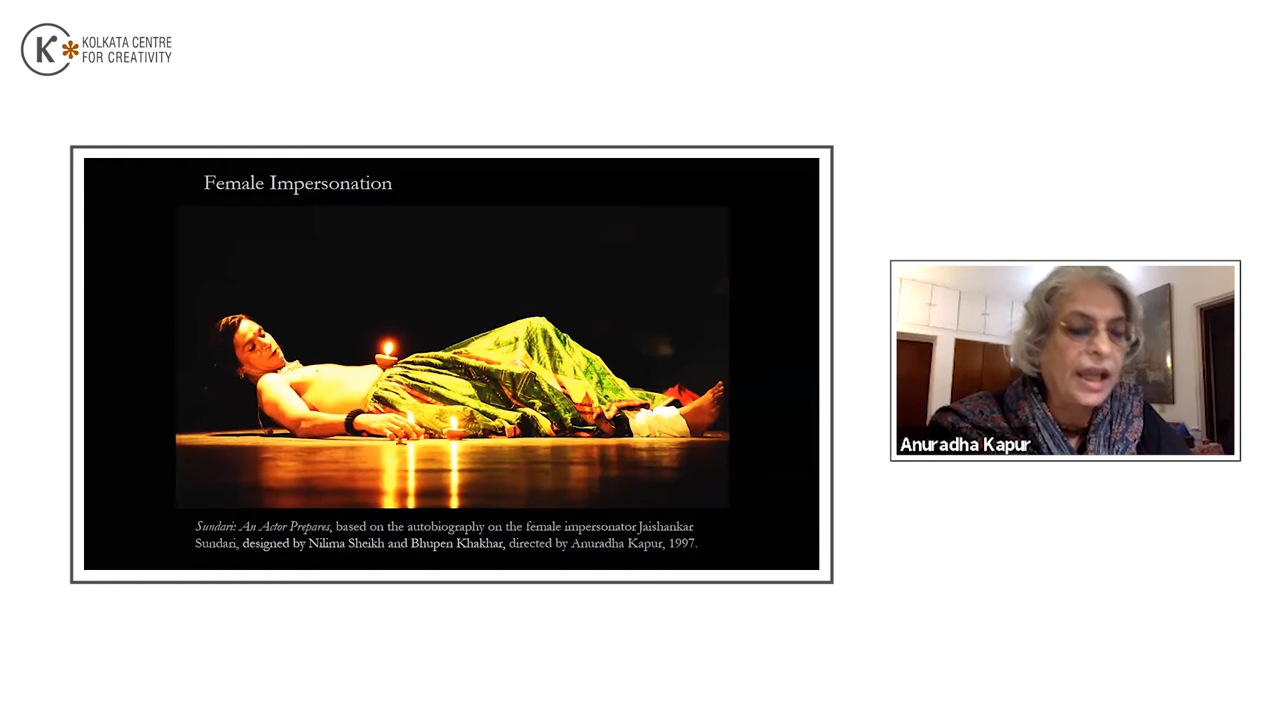 KOLKATA CENTRE
FOR CREATIVITY
Female Impersonation
Sundari: An Actor Prepares, based on the autobiography on the female impersonator Jaishankar
Sundari, designed by Nilima Sheikh and Bhupen Khakhar, directed by Anuradha Kapur, 1997.
Anuradha Kapur